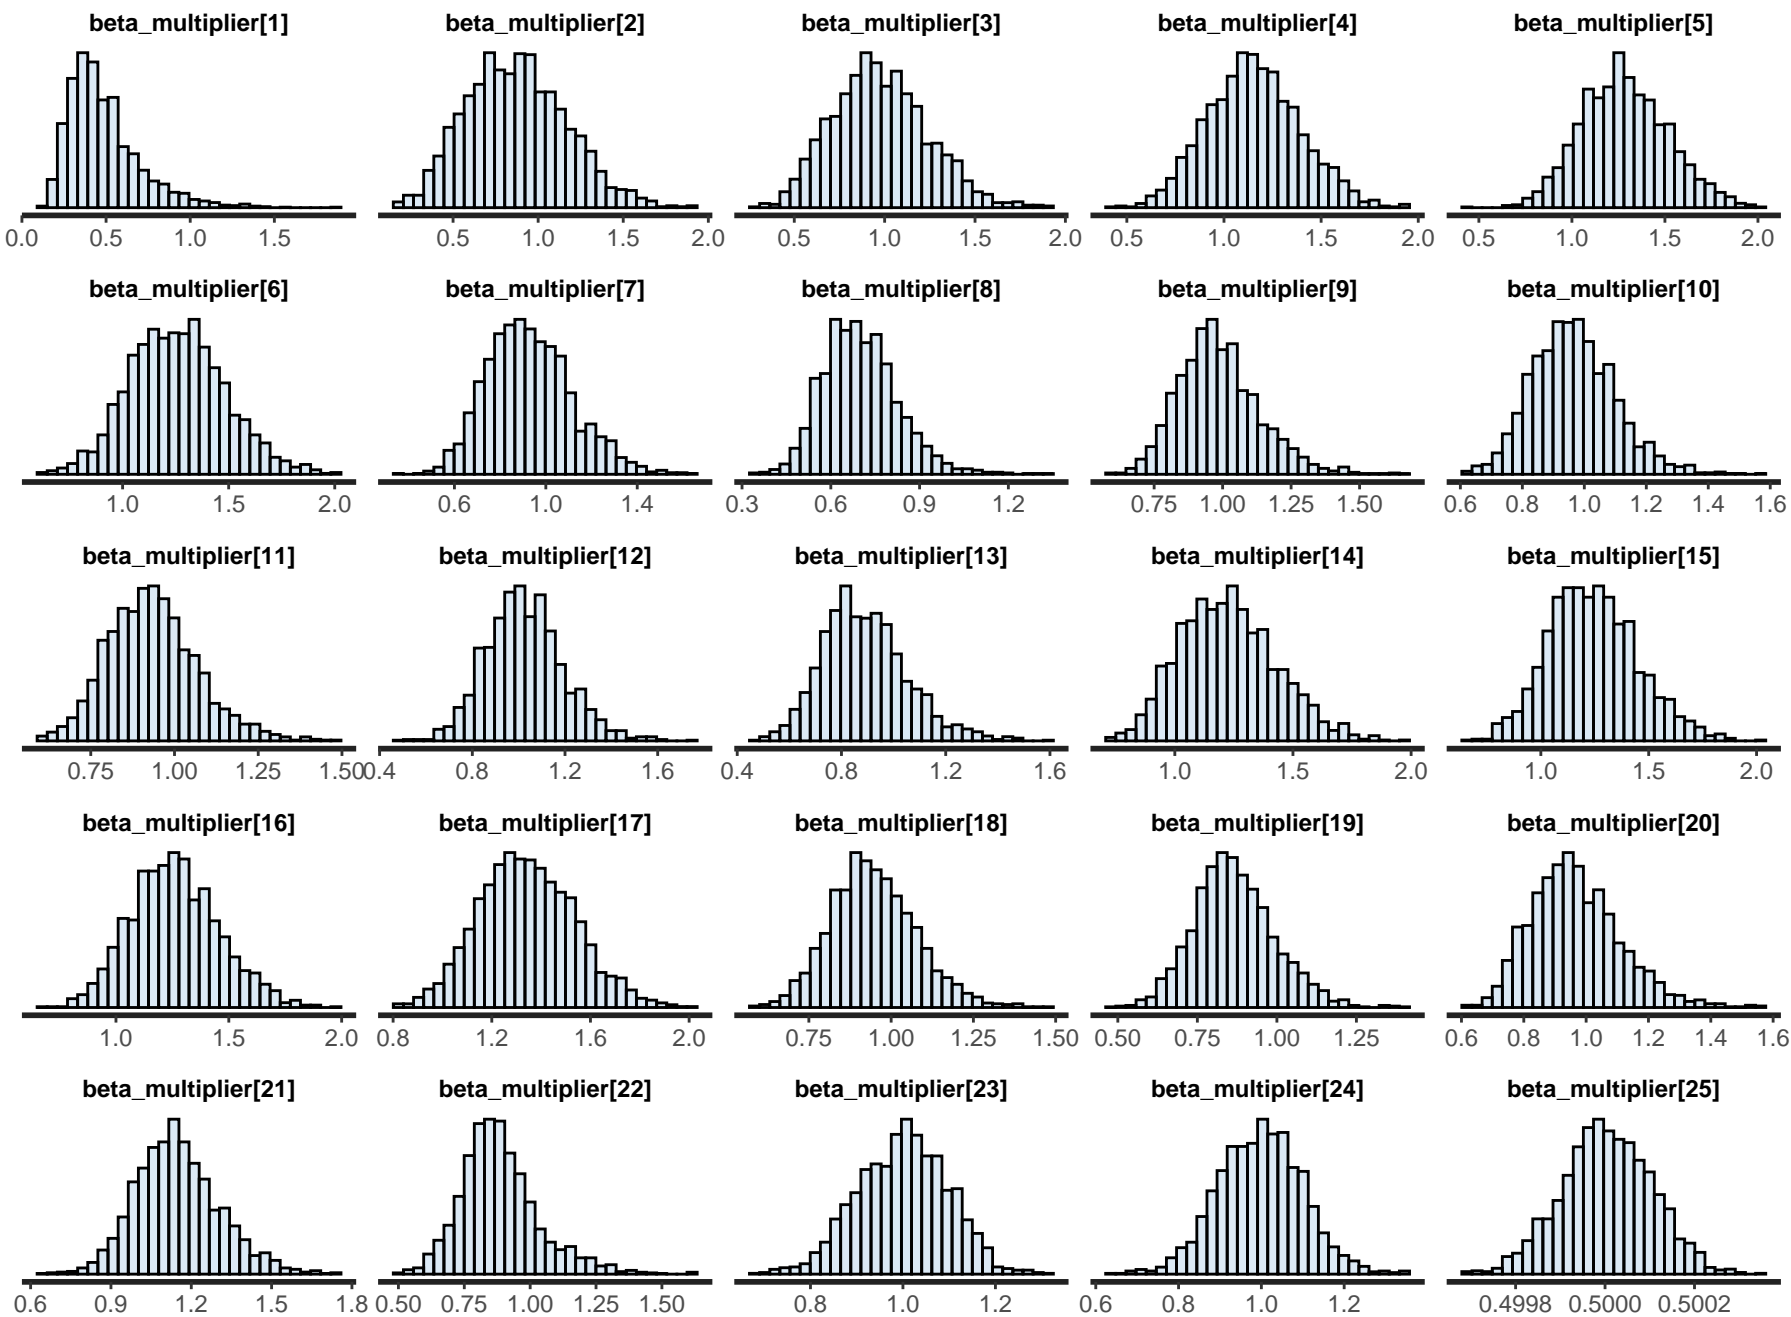 beta_multiplier[1] beta_multiplier[2] beta_multiplier[3] beta_multiplier[4] beta_multiplier[5]
0.0 0.5 1.0 1.5 0.5 1.0 1.5 2.0 0.5 1.0 1.5 2.0 0.5 1.0 1.5 2.0 0.5 1.0 1.5 2.0
beta_multiplier[6] beta_multiplier[7] beta_multiplier[8] beta_multiplier[9] beta_multiplier[10]
1.0 1.5 2.0 0.6 1.0 1.4 0.3 0.6 0.9 1.2 0.75 1.00 1.25 1.50 0.6 0.8 1.0 1.2 1.4 1.6
beta_multiplier[11] beta_multiplier[12] beta_multiplier[13] beta_multiplier[14] beta_multiplier[15]
0.75 1.00 1.25 1.50 0.4 0.8 1.2 1.6 0.4 0.8 1.2 1.6 1.0 1.5 2.0 1.0 1.5 2.0
beta_multiplier[16] beta_multiplier[17] beta_multiplier[18] beta_multiplier[19] beta_multiplier[20]
1.0 1.5 2.0 0.8 1.2 1.6 2.0 0.75 1.00 1.25 1.50 0.50 0.75 1.00 1.25 0.6 0.8 1.0 1.2 1.4 1.6
beta_multiplier[21] beta_multiplier[22] beta_multiplier[23] beta_multiplier[24] beta_multiplier[25]
0.6 0.9 1.2 1.5 1.8 0.50 0.75 1.00 1.25 1.50 0.8 1.0 1.2 0.6 0.8 1.0 1.2 0.4998 0.5000 0.5002